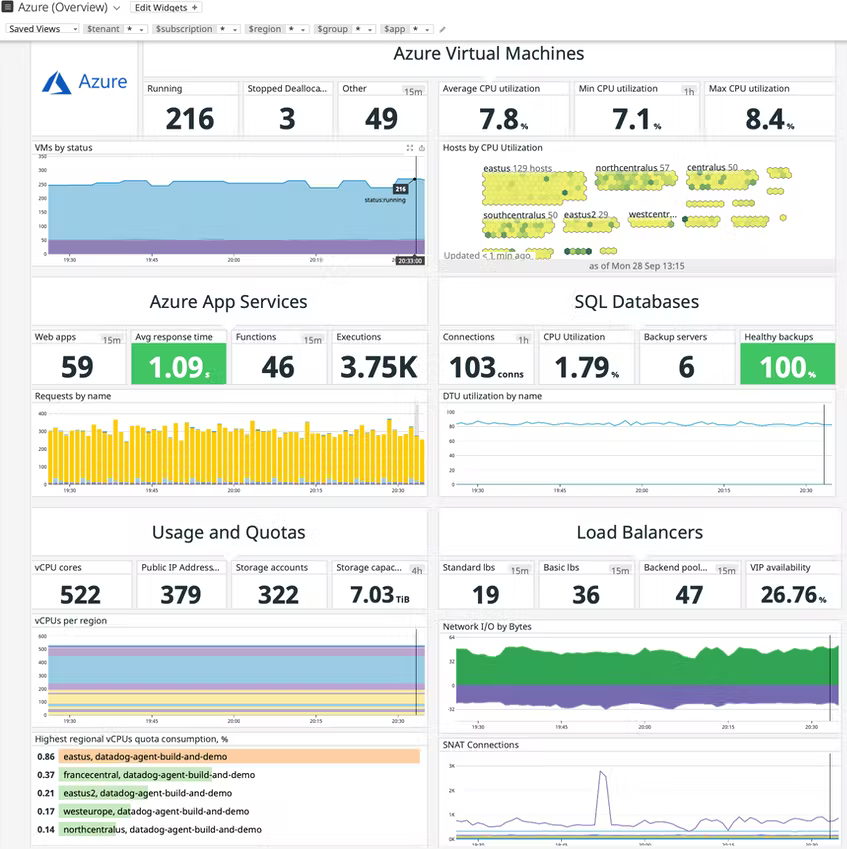 Azure (Overview) Edit Widgets +
Saved Views $tenant * $subscription * $region * $group * $app *
Azure
Azure Virtual Machines
Running Stopped Dealloca... Other 15m
216 3 49
Average CPU utilization Min CPU utilization 1h Max CPU utilization
7.8% 7.1% 8.4%
VMs by status
350
300
250
200
150
100
50
0
216
status:running
19:30 19:45 20:00 20:15 20:33:00
Hosts by CPU Utilization
eastus 129 hosts northcentralus 57 centralus 50
southcentralus 50 eastus2 29 westcentr...
Updated < 1 min ago
as of Mon 28 Sep 13:15
Azure App Services
Web apps 15m Avg response time Functions 15m Executions
59 1.09s 46 3.75K
Requests by name
400
300
200
100
0
19:30 19:45 20:00 20:15 20:30
SQL Databases
Connections 1h CPU Utilization Backup servers Healthy backups
103 conns 1.79% 6 100%
DTU utilization by name
100
80
60
40
20
0
19:30 19:45 20:00 20:15 20:30
Usage and Quotas
vCPU cores Public IP Address... Storage accounts Storage capac... 4h
522 379 322 7.03 TiB
vCPUs per region
600
500
400
300
200
100
0
19:30 19:45 20:00 20:15 20:30
Highest regional vCPUs quota consumption, %
0.86 eastus, datadog-agent-build-and-demo
0.37 francecentral, datadog-agent-build-and-demo
0.21 eastus2, datadog-agent-build-and-demo
0.17 westeurope, datadog-agent-build-and-demo
0.14 northcentralus, datadog-agent-build-and-demo
Load Balancers
Standard lbs 15m Basic lbs 15m Backend pool... 15m VIP availability
19 36 47 26.76%
Network I/O by Bytes
64
32
0
-32
19:30 19:45 20:00 20:15 20:30
SNAT Connections
3K
2K
1K
0K
19:30 19:45 20:00 20:15 20:30